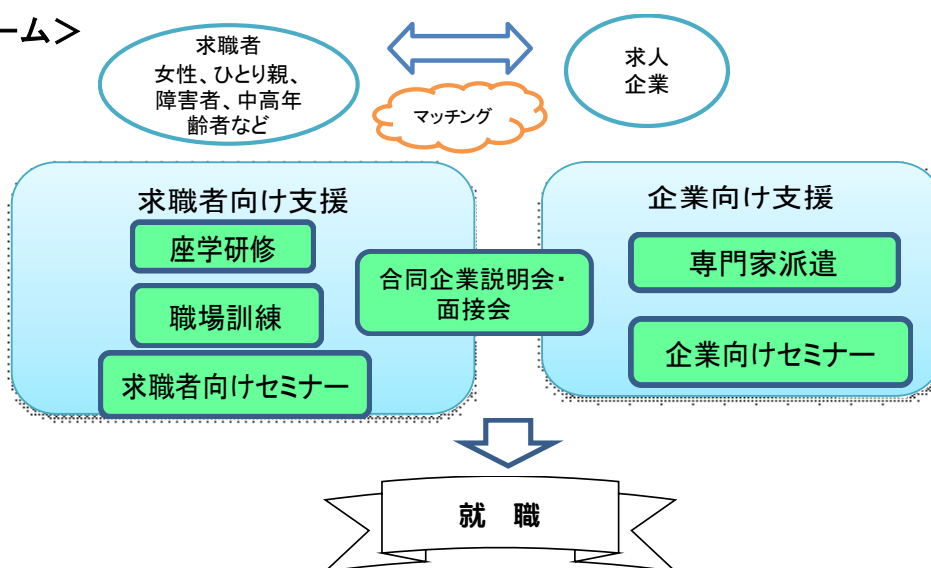 ーム＞
求職者
女性、ひとり親、
障害者、中高年
齢者など
マッチング
求人
企業
求職者向け支援
座学研修
職場訓練
求職者向けセミナー
合同企業説明会・
面接会
企業向け支援
専門家派遣
企業向けセミナー
就　職